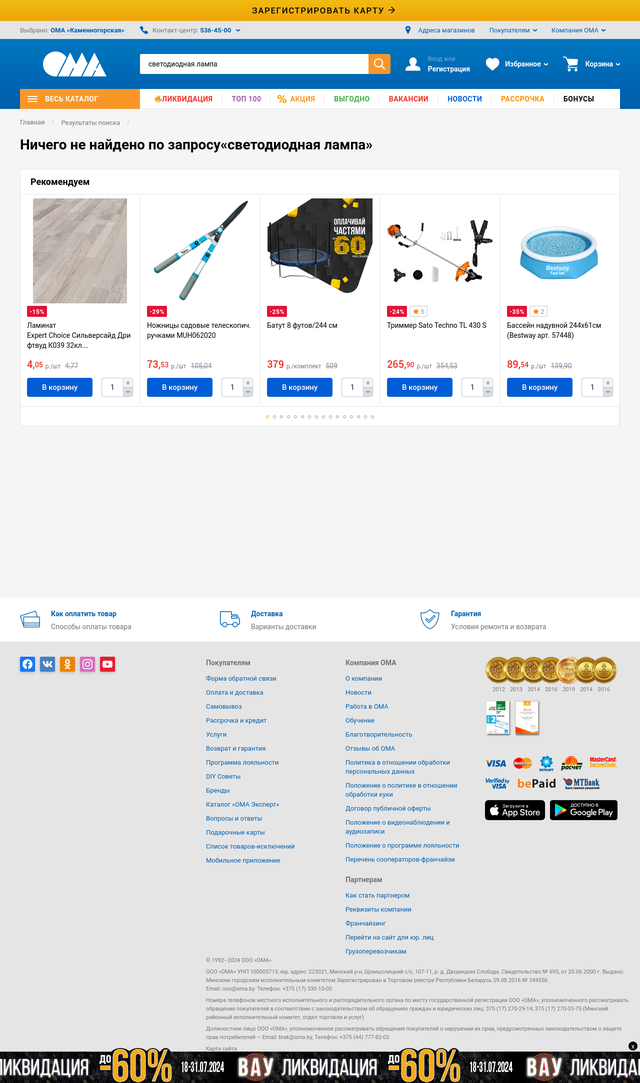 ЗАРЕГИСТРИРОВАТЬ КАРТУ →
Выбрано: ОМА «Каменногорская»
Контакт-центр: 536-45-00
Адреса магазинов
Покупателям
Компания ОМА
ОМА
светодиодная лампа
Вход или
Регистрация
Избранное
Корзина
ВЕСЬ КАТАЛОГ
ЛИКВИДАЦИЯ
ТОП 100
% АКЦИЯ
ВЫГОДНО
ВАКАНСИИ
НОВОСТИ
РАССРОЧКА
БОНУСЫ
Главная
Результаты поиска
Ничего не найдено по запросу«светодиодная лампа»
Рекомендуем
ОПЛАЧИВАЙ
ЧАСТЯМИ
60
-15%
Ламинат
Expert Choice Сильверсайд Дри
фтвуд К039 32кл....
4,05 р./шт 4,77
В корзину
1
-29%
Ножницы садовые телескопич.
ручками MUH062020
73,53 р./шт 105,04
В корзину
1
-25%
Батут 8 футов/244 см
379 р./комплект 509
В корзину
1
-24%
5
Триммер Sato Techno TL 430 S
265,90 р./шт 354,53
В корзину
1
Bestway
-35%
2
Бассейн надувной 244х61см
(Bestway арт. 57448)
89,54 р./шт 139,90
В корзину
1
Как оплатить товар
Способы оплаты товара
Доставка
Варианты доставки
Гарантия
Условия ремонта и возврата
Покупателям
Форма обратной связи
Оплата и доставка
Самовывоз
Рассрочка и кредит
Услуги
Возврат и гарантия
Программа лояльности
DIY Советы
Бренды
Каталог «ОМА Эксперт»
Вопросы и ответы
Подарочные карты
Список товаров-исключений
Мобильное приложение
Компания ОМА
О компании
Новости
Работа в ОМА
Обучение
Благотворительность
Отзывы об ОМА
Политика в отношении обработки
персональных данных
Положение о политике в отношении
обработки куки
Договор публичной оферты
Положение о видеонаблюдении и
аудиозаписи
Положение о программе лояльности
Перечень сооператоров-франчайзи
Партнерам
Как стать партнером
Реквизиты компании
Франчайзинг
Перейти на сайт для юр. лиц
Грузоперевозчикам
2012 2013 2014 2016 2019 2014 2016
VISA
MasterCard
БЕЛКАРТ
расчет
MasterCard.
SecureCode.
Verified by
VISA
bePaid
МТБанк
Загрузите в
App Store
ДОСТУПНО В
Google Play
© 1992–2024 ООО «ОМА»
ООО «ОМА» УНП 100005713, юр. адрес: 223021, Минский р-н, Щомыслицкий с/с, 107-11, р. д. Дворицкая Слобода. Свидетельство № 695, от 20.06.2000 г. Выдано:
Минским городским исполнительным комитетом Зарегистрирован в Торговом реестре Республики Беларусь 29.08.2016 № 349556.
Email: ooo@oma.by. Телефон: +375 (17) 330-10-00
Номера телефонов местного исполнительного и распорядительного органа по месту государственной регистрации ООО «ОМА», уполномоченного рассматривать
обращения покупателей в соответствии с законодательством об обращениях граждан и юридических лиц: 375 (17) 270-29-14, 375 (17) 270-33-75 (Минский
районный исполнительный комитет, отдел торговли и услуг)
Должностное лицо ООО «ОМА», уполномоченное рассматривать обращения покупателей о нарушении их прав, предусмотренных законодательством о защите
прав потребителей — Email: brak@oma.by, Телефон: +375 (44) 777-82-03
Карта сайта
x
ЛИКВИДАЦИЯ до -60% 18-31.07.2024 ВАУ ЛИКВИДАЦИЯ до -60% 18-31.07.2024 ВАУ ЛИКВИДА